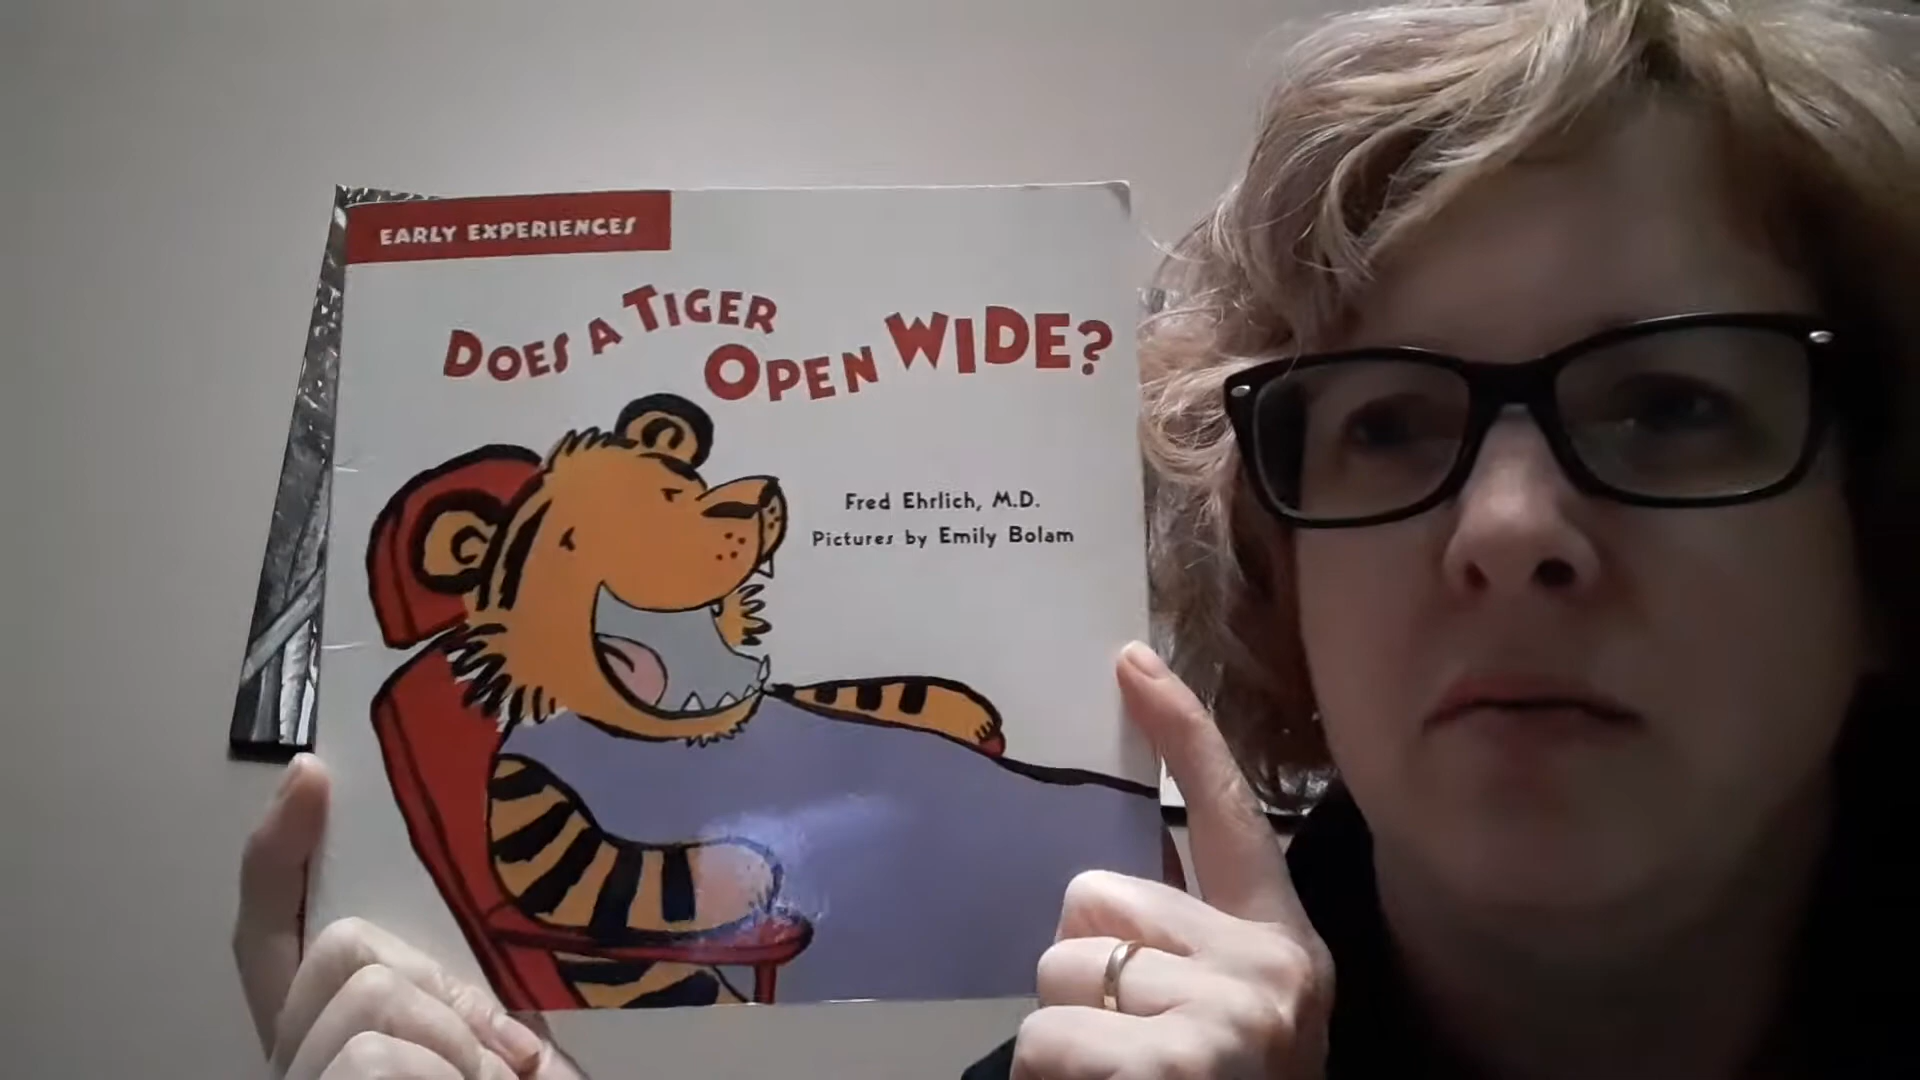 EARLY EXPERIENCES
DOES A TIGER
OPEN WIDE?
Fred Ehrlich, M.D.
Pictures by Emily Bolam